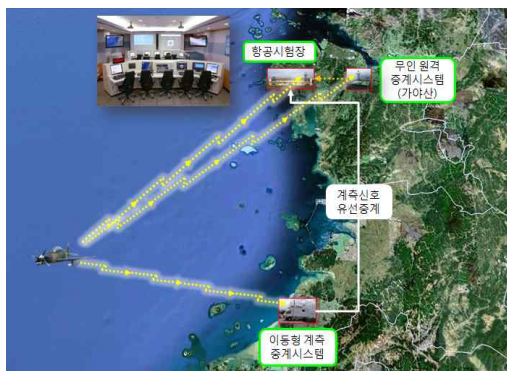 항공시험장
무인 원격
중계시스템
(가야산)
계측신호
유선중계
이동형 계측
중계시스템